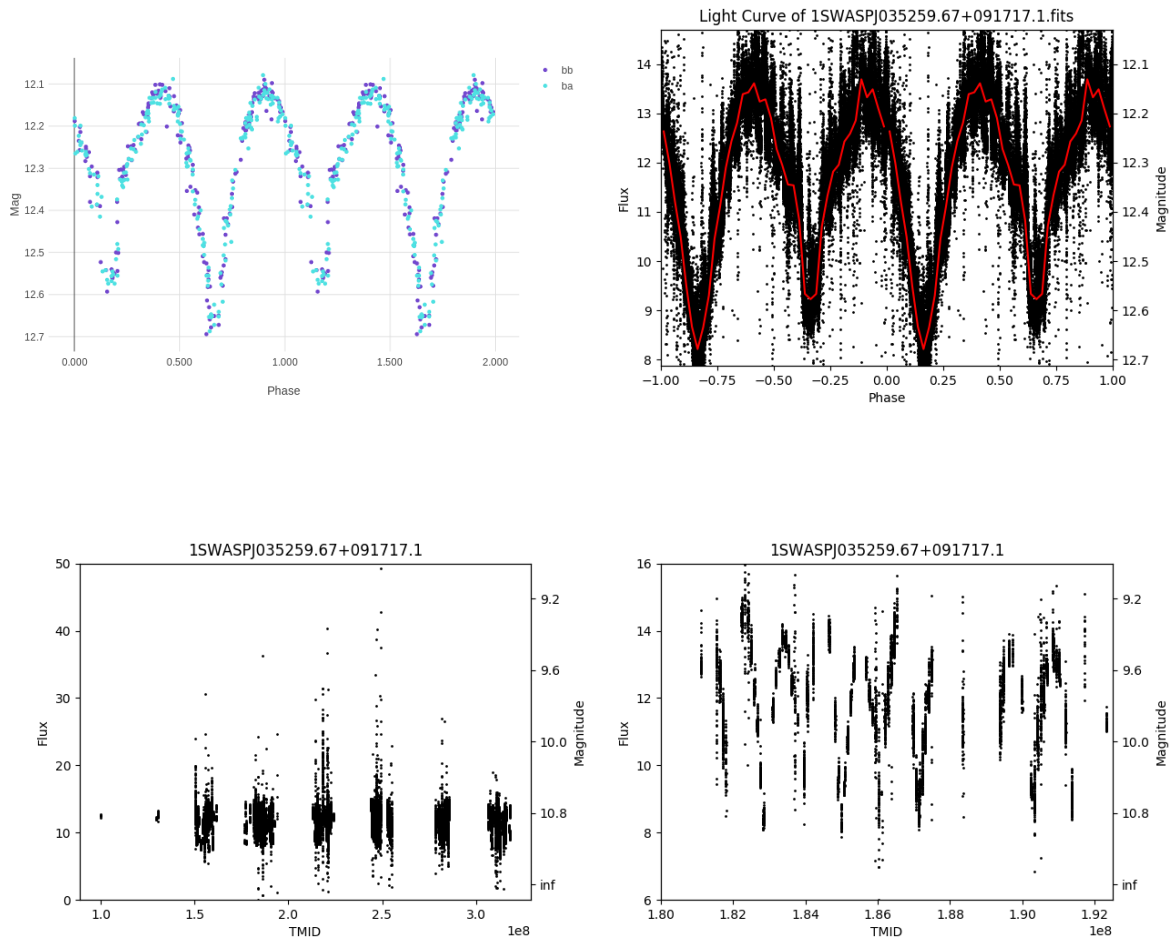 bb
ba
12.1
12.2
12.3
12.4
12.5
12.6
12.7
Mag
0.000 0.500 1.000 1.500 2.000
Phase
Light Curve of 1SWASPJ035259.67+091717.1.fits
14
13
12
11
10
9
8
Flux
12.1
12.2
12.3
12.4
12.5
12.6
12.7
Magnitude
−1.00 −0.75 −0.50 −0.25 0.00 0.25 0.50 0.75 1.00
Phase
1SWASPJ035259.67+091717.1
50
40
30
20
10
0
Flux
9.2
9.6
10.0
10.8
inf
Magnitude
1.0 1.5 2.0 2.5 3.0
TMID
1e8
1SWASPJ035259.67+091717.1
16
14
12
10
8
6
Flux
9.2
9.6
10.0
10.8
inf
Magnitude
1.80 1.82 1.84 1.86 1.88 1.90 1.92
TMID
1e8